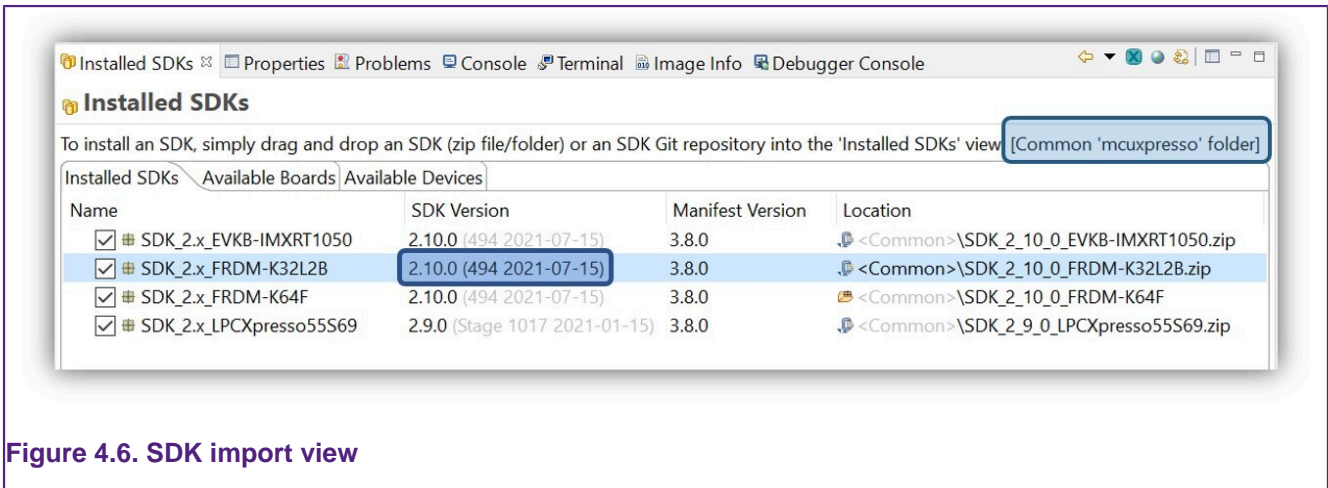 Installed SDKs Properties Problems Console Terminal Image Info Debugger Console
Installed SDKs
To install an SDK, simply drag and drop an SDK (zip file/folder) or an SDK Git repository into the 'Installed SDKs' view [Common 'mcuxpresso' folder]
Installed SDKs Available Boards Available Devices
Name SDK Version Manifest Version Location
SDK_2.x_EVKB-IMXRT1050 2.10.0 (494 2021-07-15) 3.8.0 <Common>\SDK_2_10_0_EVKB-IMXRT1050.zip
SDK_2.x_FRDM-K32L2B 2.10.0 (494 2021-07-15) 3.8.0 <Common>\SDK_2_10_0_FRDM-K32L2B.zip
SDK_2.x_FRDM-K64F 2.10.0 (494 2021-07-15) 3.8.0 <Common>\SDK_2_10_0_FRDM-K64F
SDK_2.x_LPCXpresso55S69 2.9.0 (Stage 1017 2021-01-15) 3.8.0 <Common>\SDK_2_9_0_LPCXpresso55S69.zip
Figure 4.6. SDK import view